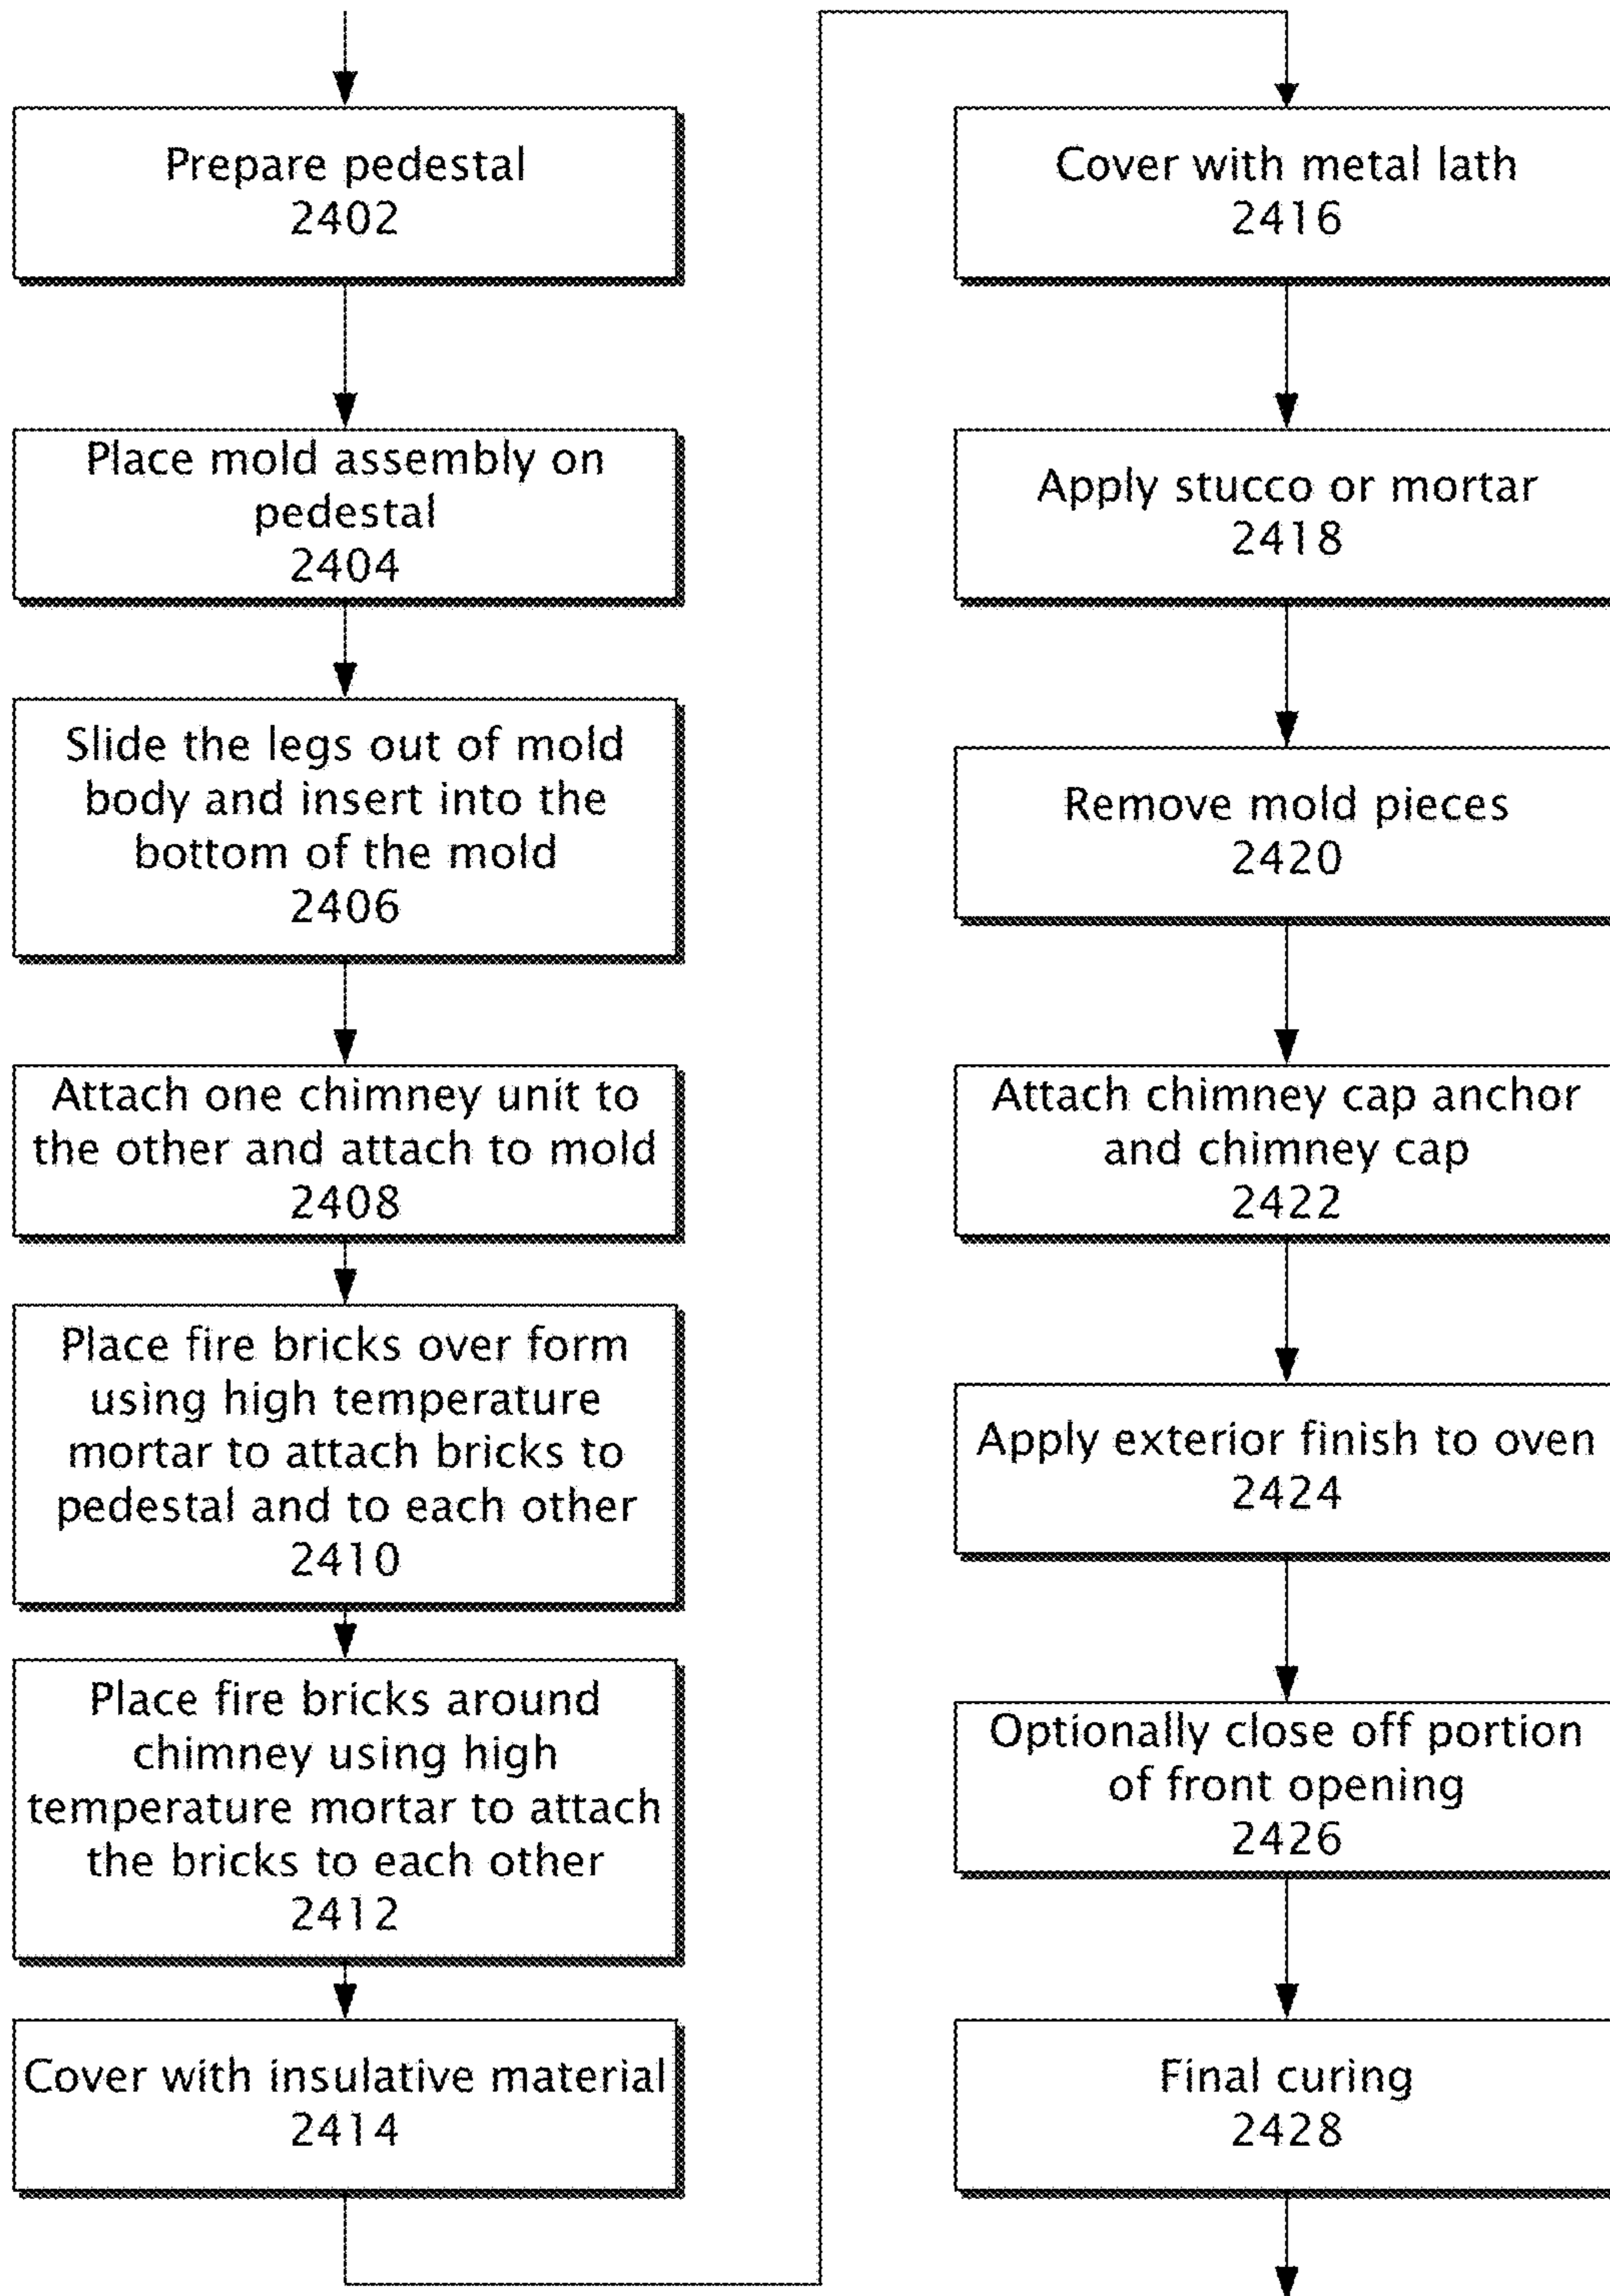 Prepare pedestal
2402
Place mold assembly on
pedestal
2404
Slide the legs out of mold
body and insert into the
bottom of the mold
2406
Attach one chimney unit to
the other and attach to mold
2408
Place fire bricks over form
using high temperature
mortar to attach bricks to
pedestal and to each other
2410
Place fire bricks around
chimney using high
temperature mortar to attach
the bricks to each other
2412
Cover with insulative material
2414
Cover with metal lath
2416
Apply stucco or mortar
2418
Remove mold pieces
2420
Attach chimney cap anchor
and chimney cap
2422
Apply exterior finish to oven
2424
Optionally close off portion
of front opening
2426
Final curing
2428